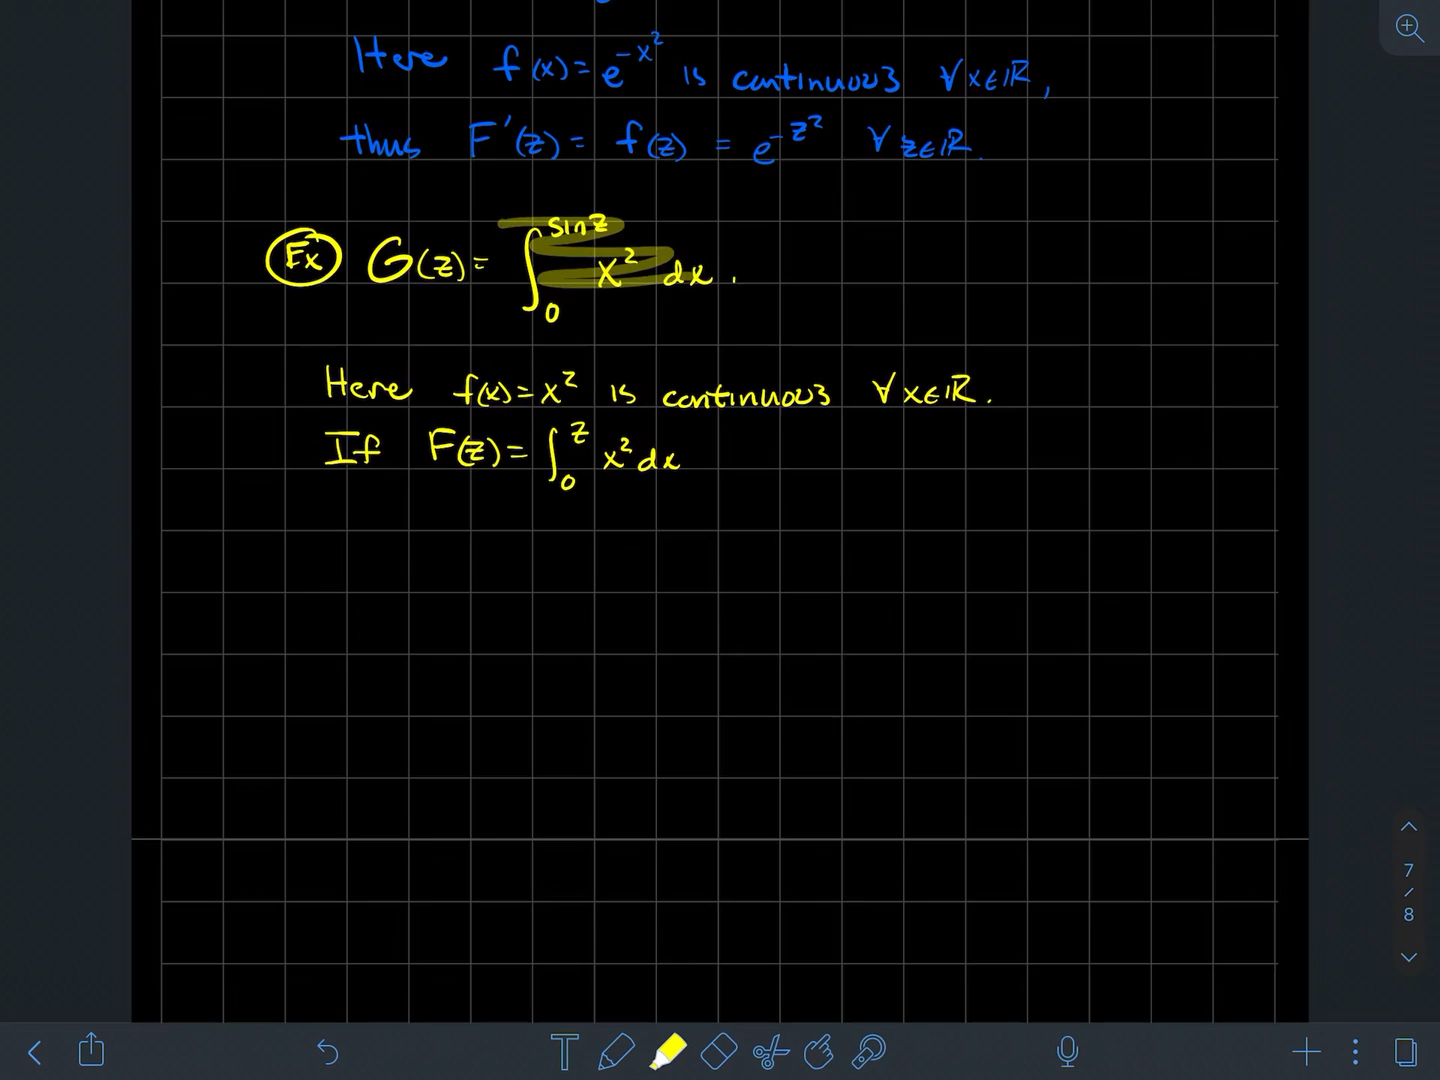 Here f(x) = e^{-x^2} is continuous ∀x∈ℝ,
thus F'(z) = f(z) = e^{-z^2} ∀z∈ℝ.
Ex G(z) = ∫_0^{sin z} x^2 dx.
Here f(x) = x^2 is continuous ∀x∈ℝ.
If F(z) = ∫_0^z x^2 dx
7
/
8